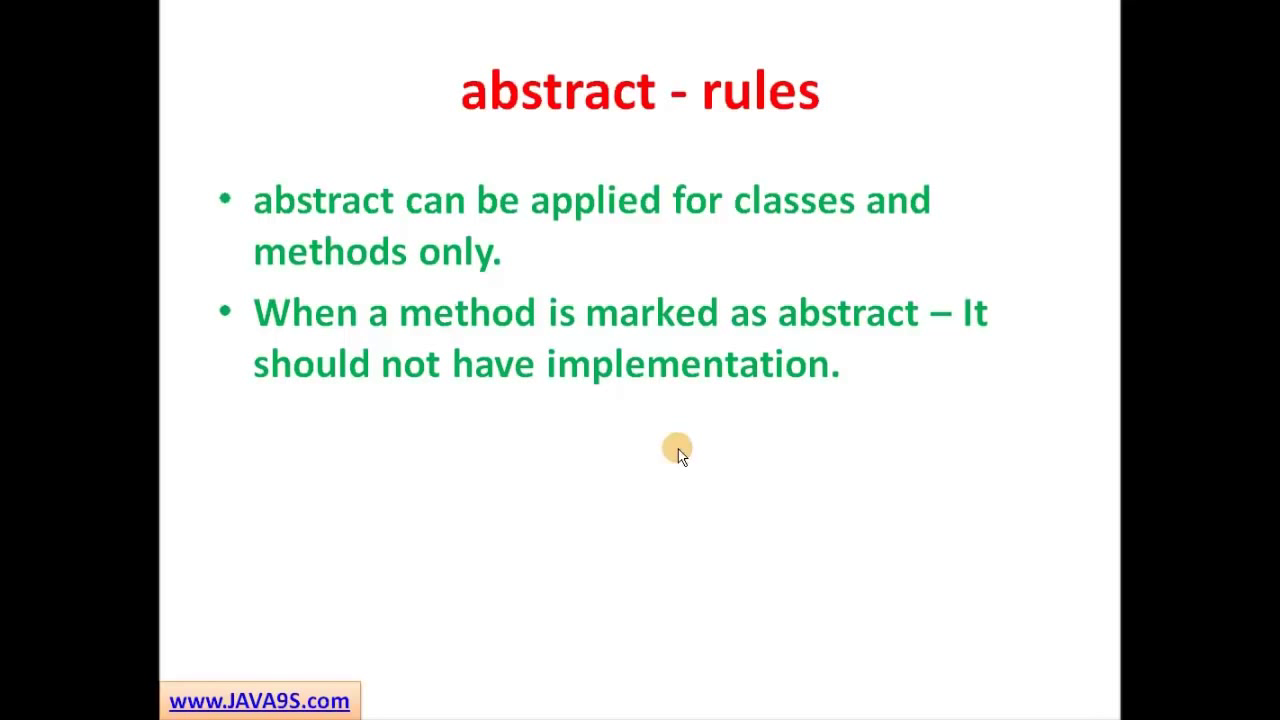 abstract - rules
• abstract can be applied for classes and
methods only.
• When a method is marked as abstract – It
should not have implementation.
www.JAVA9S.com